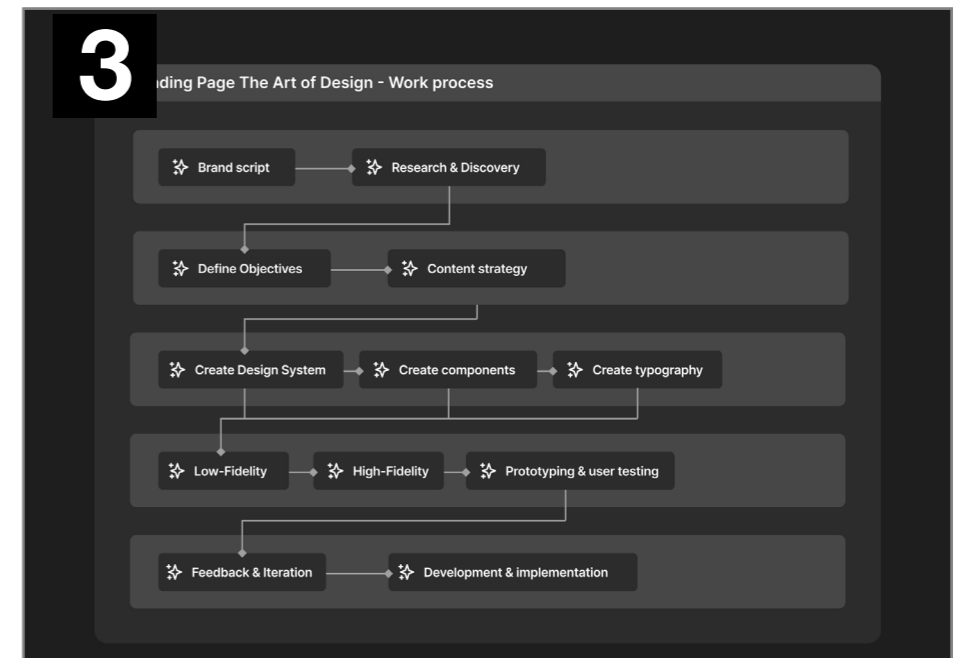 3
ding Page The Art of Design - Work process
Brand script
Research & Discovery
Define Objectives
Content strategy
Create Design System
Create components
Create typography
Low-Fidelity
High-Fidelity
Prototyping & user testing
Feedback & Iteration
Development & implementation